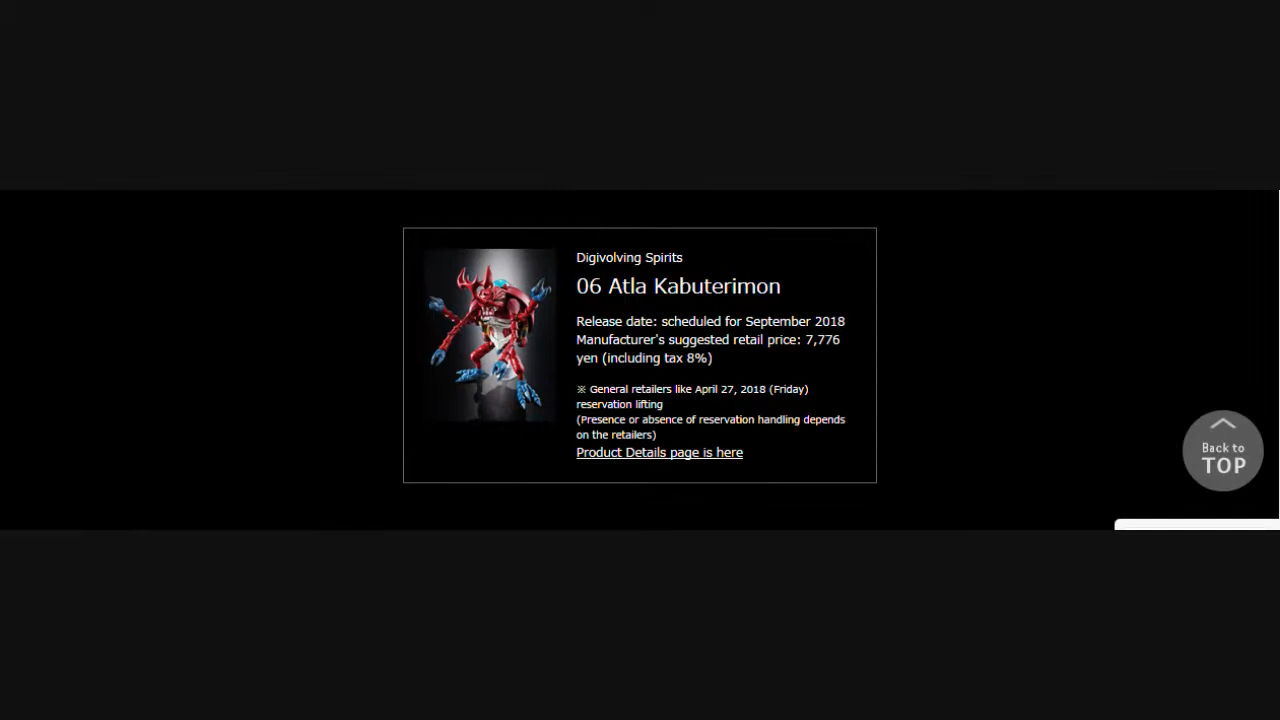 Digivolving Spirits
06 Atla Kabuterimon
Release date: scheduled for September 2018
Manufacturer's suggested retail price: 7,776
yen (including tax 8%)
※ General retailers like April 27, 2018 (Friday)
reservation lifting
(Presence or absence of reservation handling depends
on the retailers)
Product Details page is here
Back to
TOP